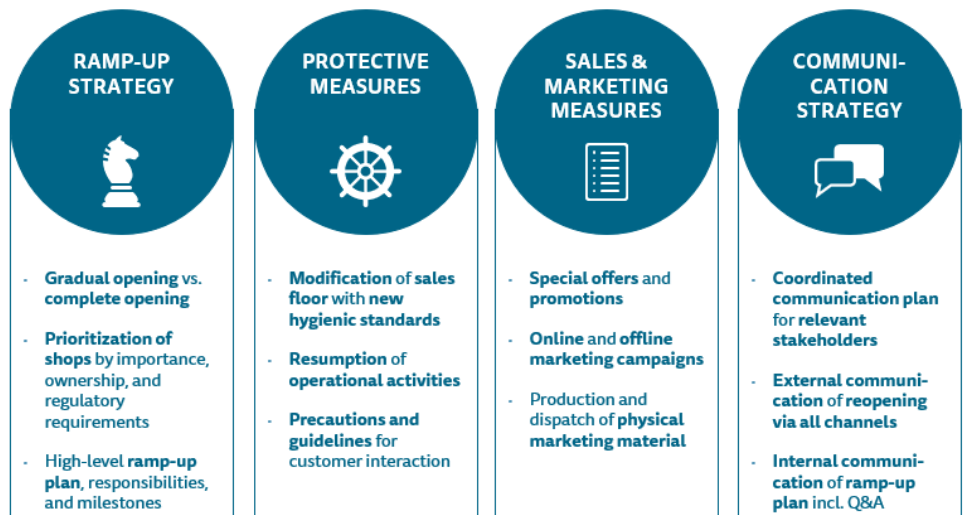 RAMP-UP
STRATEGY
- Gradual opening vs.
complete opening
- Prioritization of
shops by importance,
ownership, and
regulatory
requirements
- High-level ramp-up
plan, responsibilities,
and milestones
PROTECTIVE
MEASURES
- Modification of sales
floor with new
hygienic standards
- Resumption of
operational activities
- Precautions and
guidelines for
customer interaction
SALES &
MARKETING
MEASURES
- Special offers and
promotions
- Online and offline
marketing campaigns
- Production and
dispatch of physical
marketing material
COMMUNI-
CATION
STRATEGY
- Coordinated
communication plan
for relevant
stakeholders
- External communi-
cation of reopening
via all channels
- Internal communi-
cation of ramp-up
plan incl. Q&A